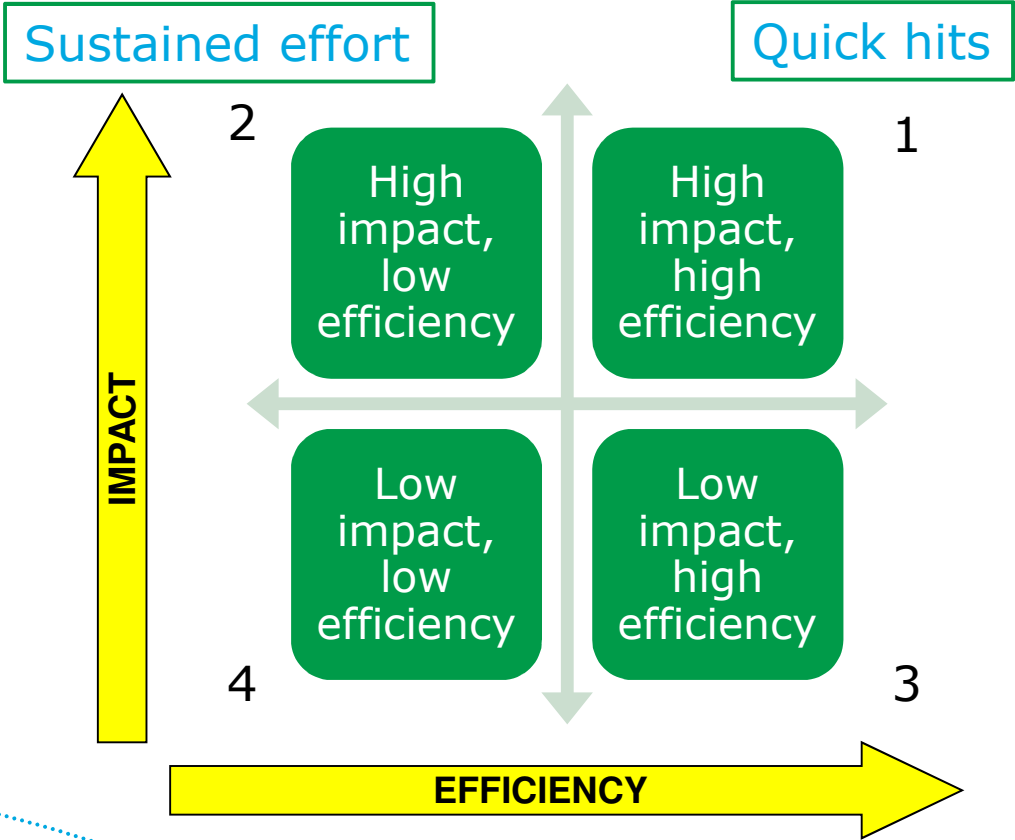 Sustained effort
Quick hits
2
1
High
impact,
low
efficiency
High
impact,
high
efficiency
IMPACT
Low
impact,
low
efficiency
Low
impact,
high
efficiency
4
3
EFFICIENCY